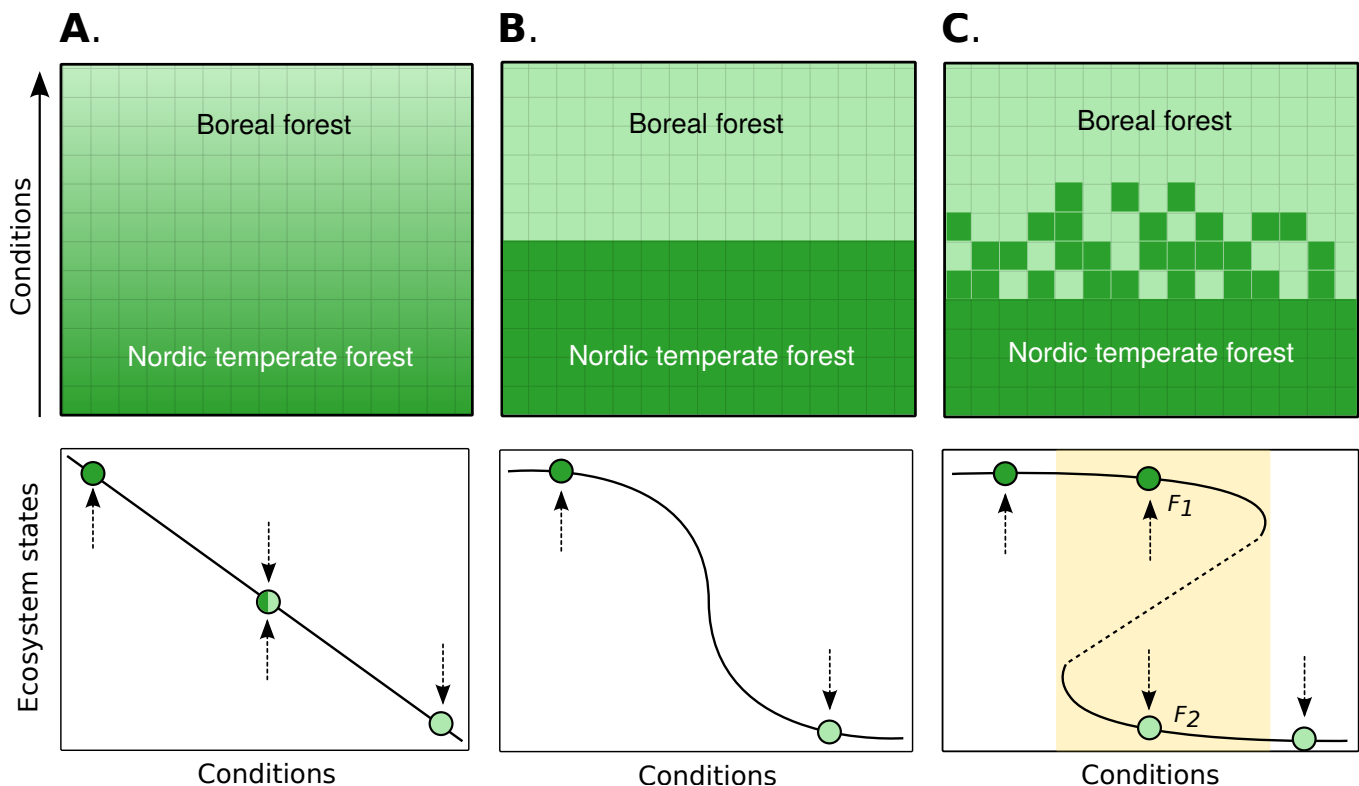 A.
B.
C.
Conditions
Boreal forest
Nordic temperate forest
Boreal forest
Nordic temperate forest
Boreal forest
Nordic temperate forest
Ecosystem states
F1
F2
Conditions
Conditions
Conditions